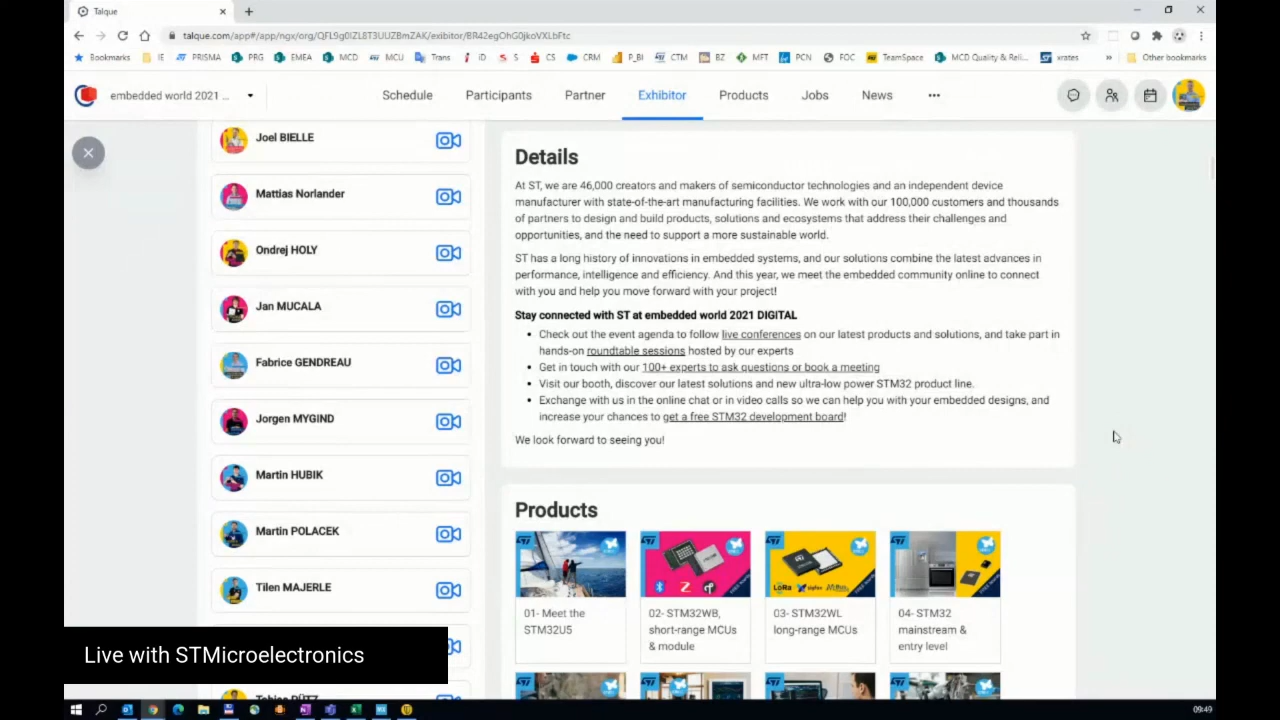 Talque
talque.com/app#/app/ngx/org/QFL9g0lZL8T3UUZBmZAK/exibitor/BR42egOhG0jkoVXLbFtc
Bookmarks IE PRISMA PRG EMEA MCD MCU Trans iD S CS CRM P_BI CTM BZ MFT PCN FOC TeamSpace MCD Quality & Reli... xrates » Other bookmarks
embedded world 2021 ... Schedule Participants Partner Exhibitor Products Jobs News
Joel BIELLE
Mattias Norlander
Ondrej HOLY
Jan MUCALA
Fabrice GENDREAU
Jorgen MYGIND
Martin HUBIK
Martin POLACEK
Tilen MAJERLE
Tobias RÜTZ
Details
At ST, we are 46,000 creators and makers of semiconductor technologies and an independent device
manufacturer with state-of-the-art manufacturing facilities. We work with our 100,000 customers and thousands
of partners to design and build products, solutions and ecosystems that address their challenges and
opportunities, and the need to support a more sustainable world.
ST has a long history of innovations in embedded systems, and our solutions combine the latest advances in
performance, intelligence and efficiency. And this year, we meet the embedded community online to connect
with you and help you move forward with your project!
Stay connected with ST at embedded world 2021 DIGITAL
• Check out the event agenda to follow live conferences on our latest products and solutions, and take part in
hands-on roundtable sessions hosted by our experts
• Get in touch with our 100+ experts to ask questions or book a meeting
• Visit our booth, discover our latest solutions and new ultra-low power STM32 product line.
• Exchange with us in the online chat or in video calls so we can help you with your embedded designs, and
increase your chances to get a free STM32 development board!
We look forward to seeing you!
Products
LoRa
01- Meet the
STM32U5
02- STM32WB,
short-range MCUs
& module
03- STM32WL
long-range MCUs
04- STM32
mainstream &
entry level
Live with STMicroelectronics
09:49